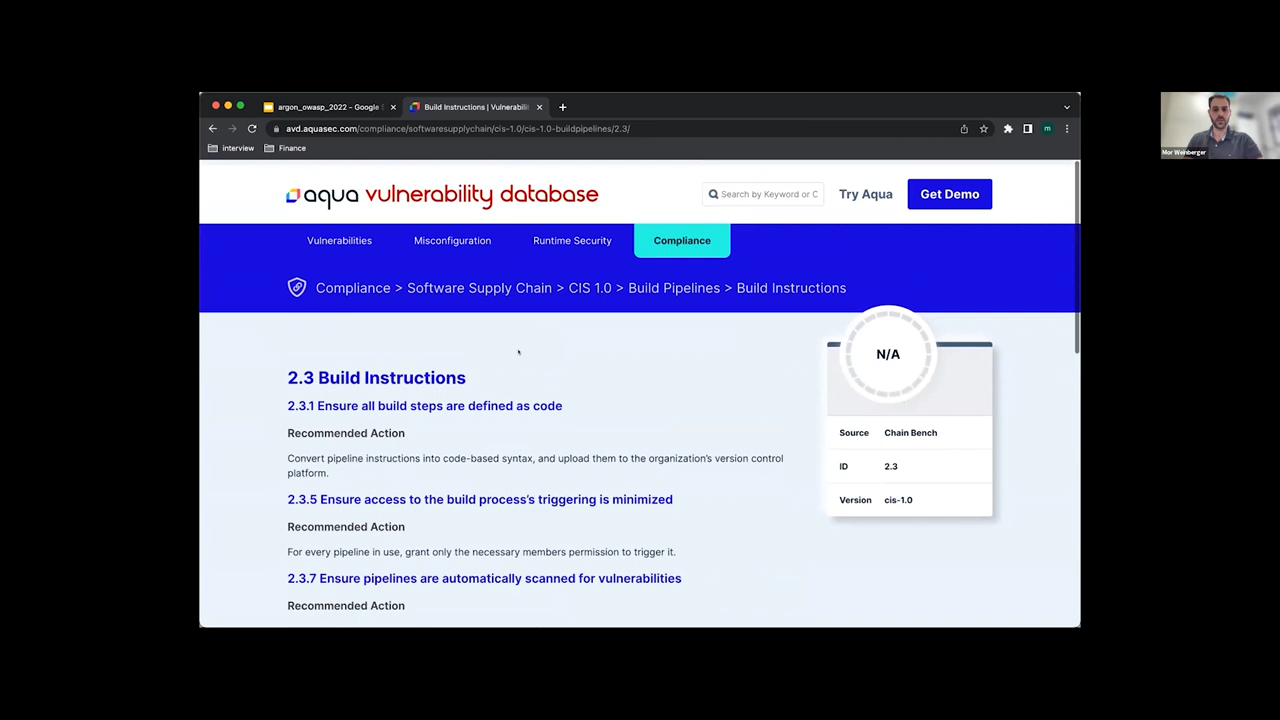 argon_owasp_2022 – Google
Build Instructions | Vulnerabili
avd.aquasec.com/compliance/softwaresupplychain/cis-1.0/cis-1.0-buildpipelines/2.3/
m
interview
Finance
Mor Weinberger
aqua vulnerability database
Search by Keyword or C
Try Aqua
Get Demo
Vulnerabilities
Misconfiguration
Runtime Security
Compliance
Compliance > Software Supply Chain > CIS 1.0 > Build Pipelines > Build Instructions
N/A
2.3 Build Instructions
2.3.1 Ensure all build steps are defined as code
Recommended Action
Source Chain Bench
Convert pipeline instructions into code-based syntax, and upload them to the organization's version control
platform.
ID 2.3
2.3.5 Ensure access to the build process's triggering is minimized
Version cis-1.0
Recommended Action
For every pipeline in use, grant only the necessary members permission to trigger it.
2.3.7 Ensure pipelines are automatically scanned for vulnerabilities
Recommended Action